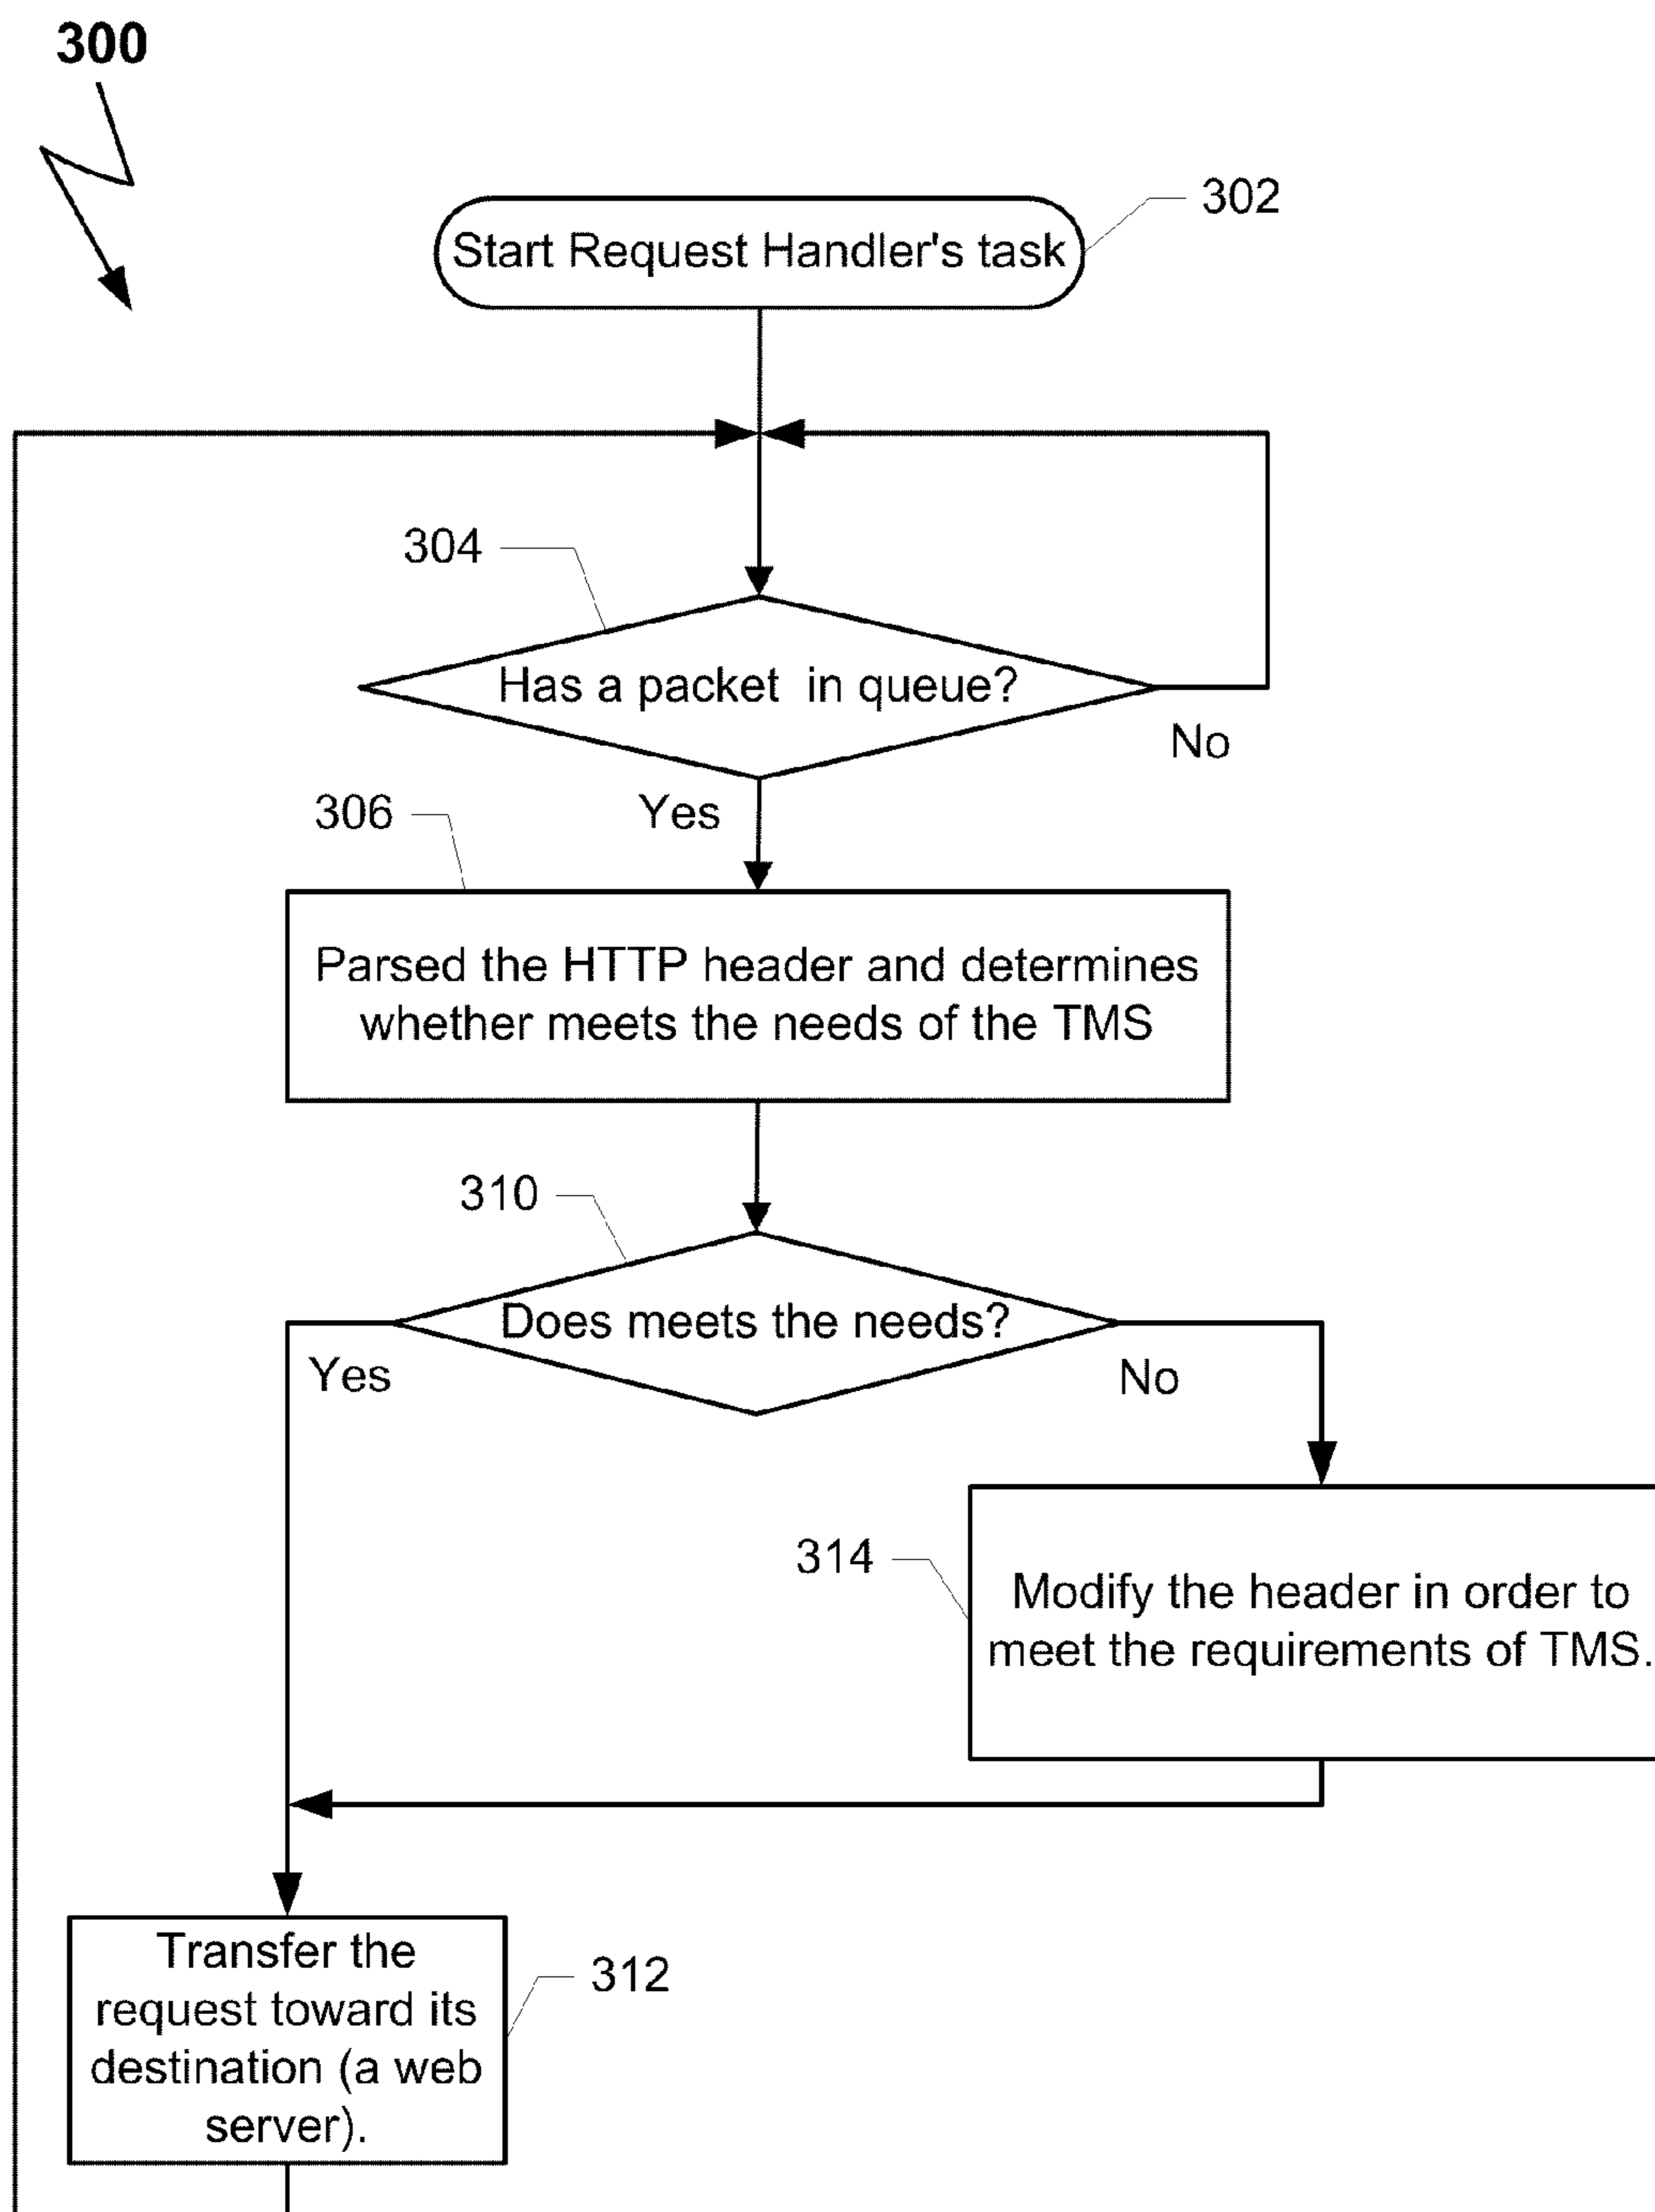 300
302
Start Request Handler's task
304
Has a packet in queue?
No
306
Yes
Parsed the HTTP header and determines
whether meets the needs of the TMS
310
Does meets the needs?
Yes
No
314
Modify the header in order to
meet the requirements of TMS.
Transfer the
request toward its
destination (a web
server).
312